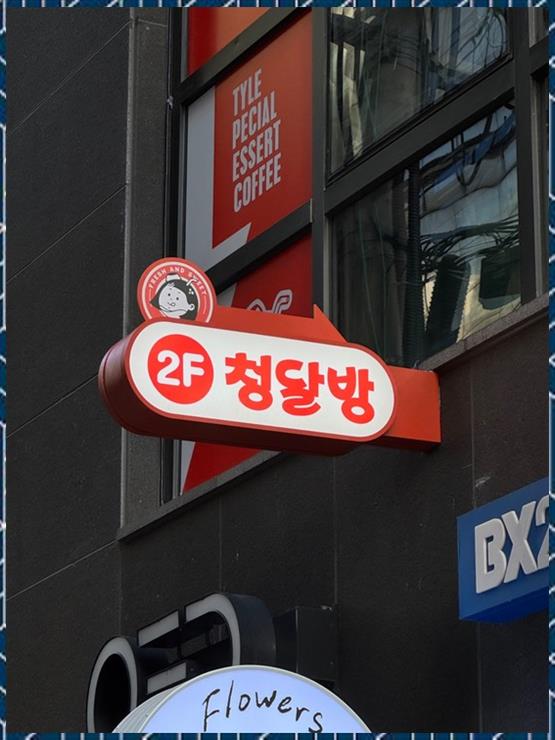 TYLE
PECIAL
ESSERT
COFFEE
FRESH AND SWEET
2F 청달방
BX2
Flowers